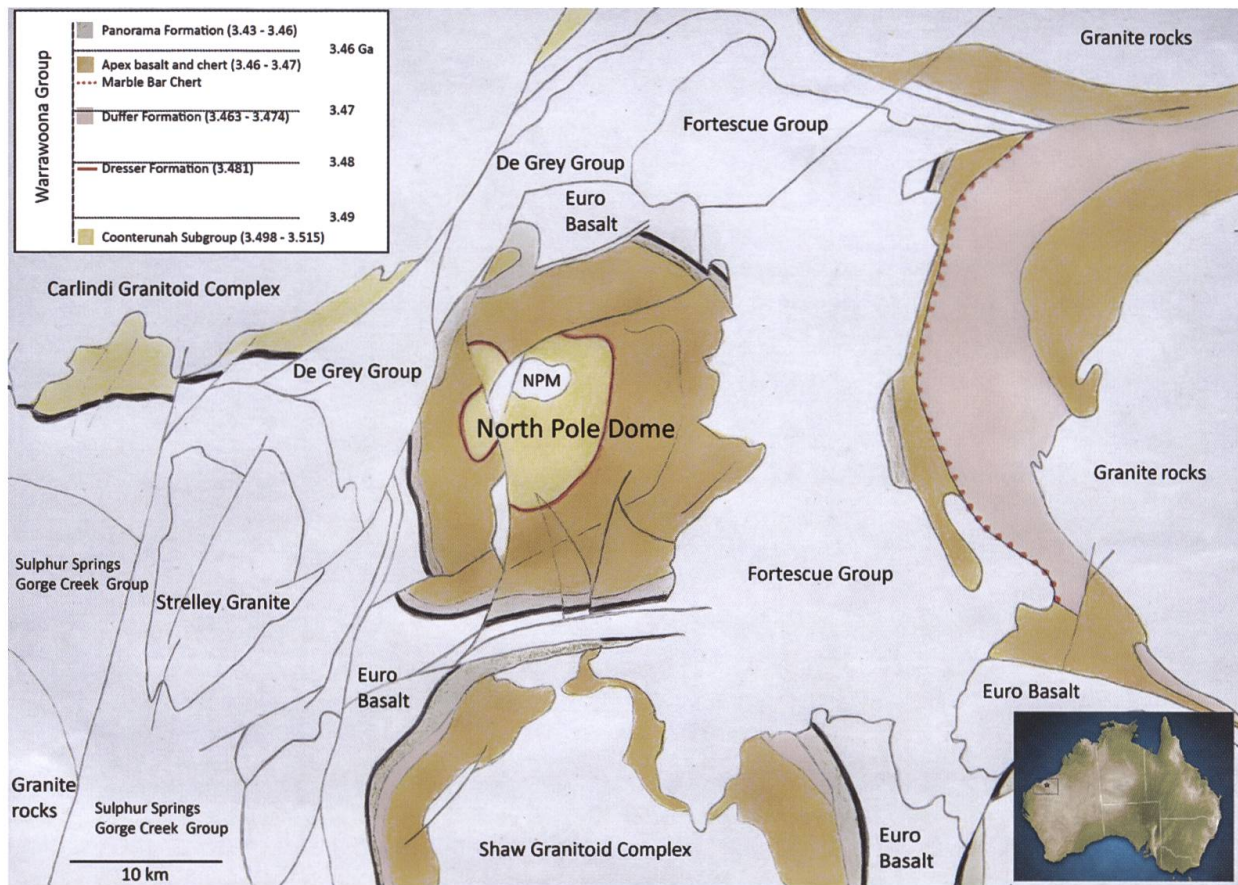 Warrawoona Group
Panorama Formation (3.43 - 3.46)
3.46 Ga
Apex basalt and chert (3.46 - 3.47)
Marble Bar Chert
3.47
Duffer Formation (3.463 - 3.474)
3.48
Dresser Formation (3.481)
3.49
Coonterunah Subgroup (3.498 - 3.515)
Granite rocks
Fortescue Group
De Grey Group
Euro
Basalt
Carlindi Granitoid Complex
De Grey Group
NPM
North Pole Dome
Granite rocks
Sulphur Springs
Gorge Creek Group
Strelley Granite
Fortescue Group
Euro
Basalt
Euro Basalt
Granite
rocks
Sulphur Springs
Gorge Creek Group
Shaw Granitoid Complex
Euro
Basalt
10 km